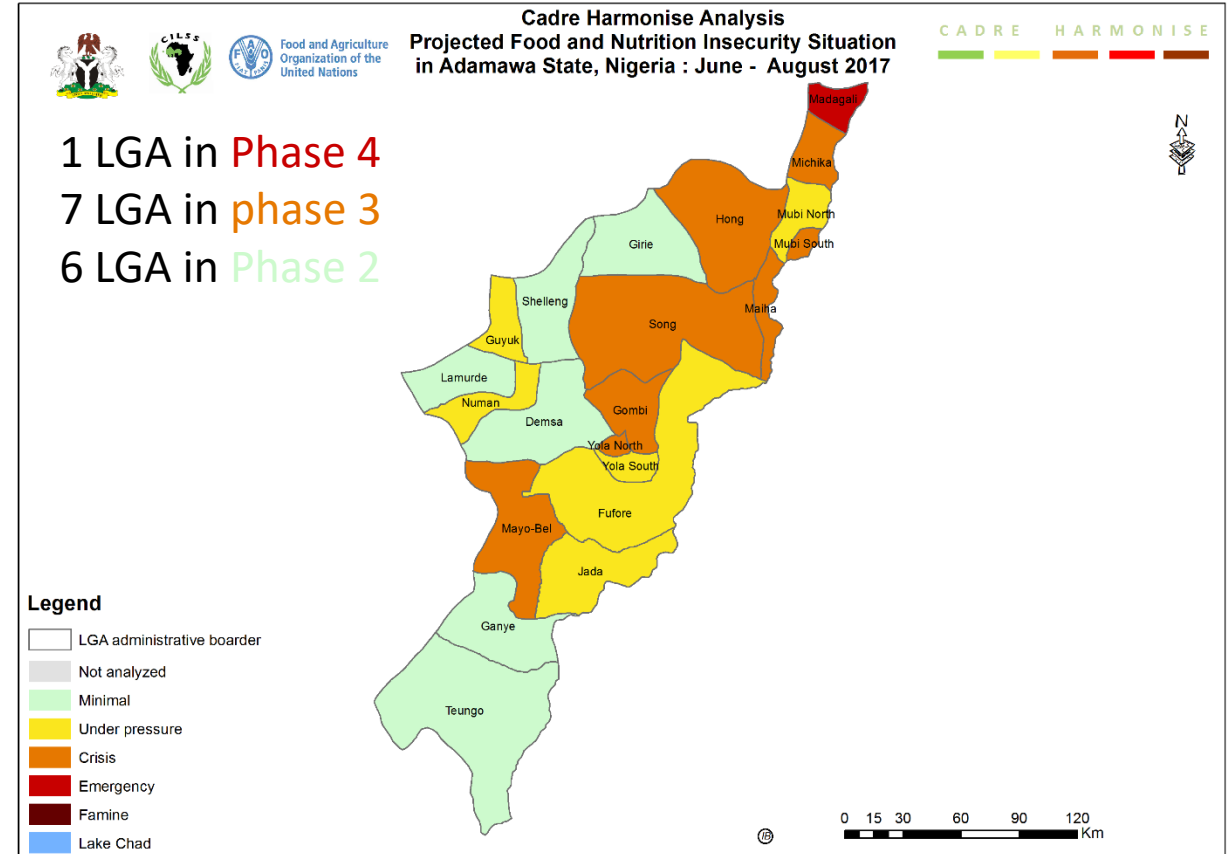 Cadre Harmonise Analysis
Projected Food and Nutrition Insecurity Situation
in Adamawa State, Nigeria : June - August 2017
CILSS
FAO
Food and Agriculture
Organization of the
United Nations
CADRE HARMONISE
N
1 LGA in Phase 4
7 LGA in phase 3
6 LGA in Phase 2
Madagali
Michika
Hong
Mubi North
Girie
Mubi South
Shelleng
Maiha
Song
Guyuk
Lamurde
Numan
Gombi
Demsa
Yola North
Yola South
Fufore
Mayo-Bel
Jada
Ganye
Teungo
Legend
LGA administrative boarder
Not analyzed
Minimal
Under pressure
Crisis
Emergency
Famine
Lake Chad
IB
0 15 30 60 90 120
Km